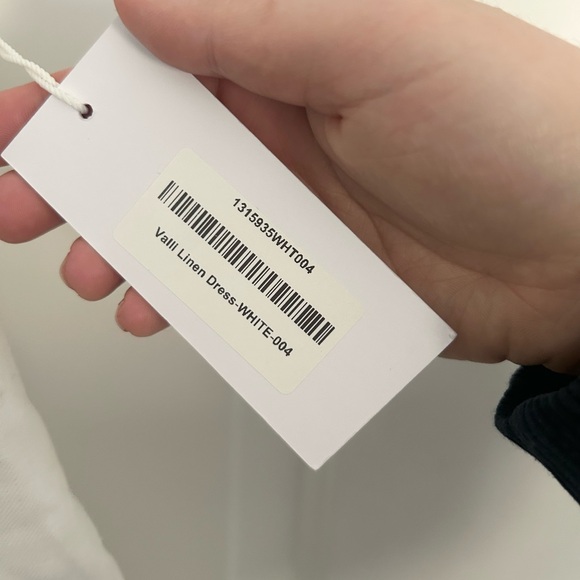 1315935WHT004
Valli Linen Dress-WHITE-004